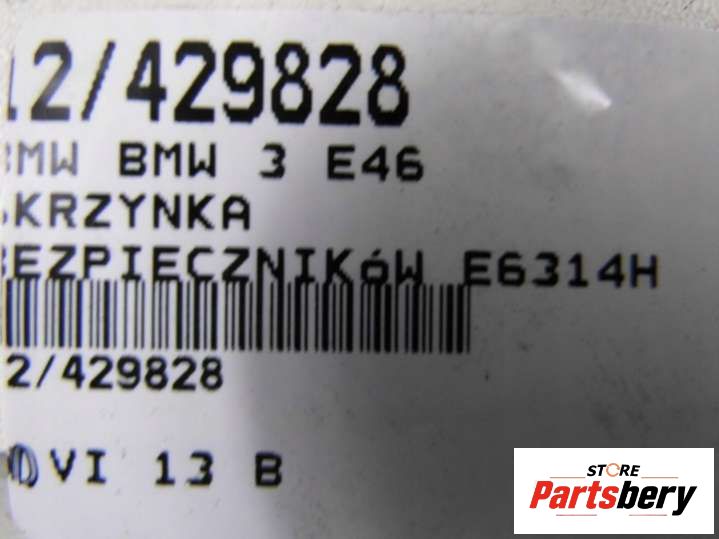 12/429828
BMW BMW 3 E46
SKRZYNKA
BEZPIECZNIKóW E6314H
2/429828
VI 13 B
STORE
Partsbery